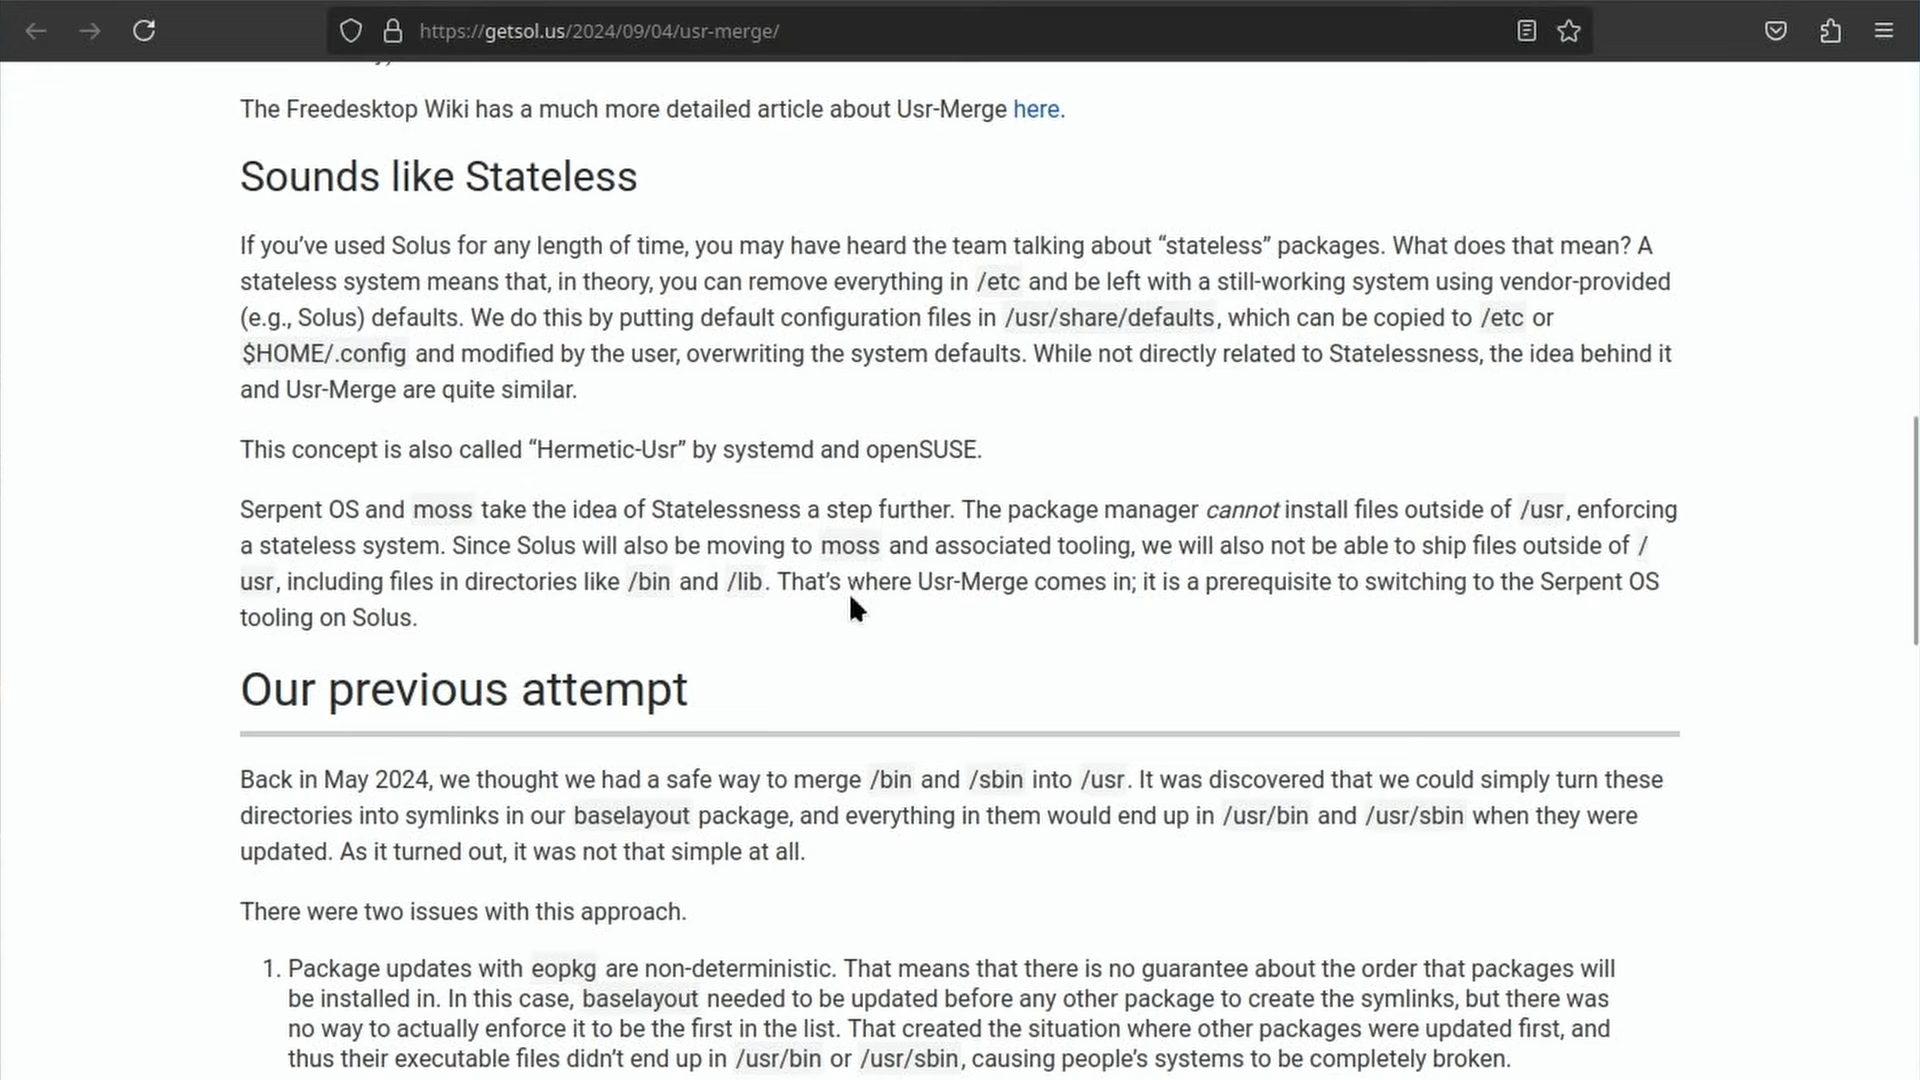 https://getsol.us/2024/09/04/usr-merge/
The Freedesktop Wiki has a much more detailed article about Usr-Merge here.
Sounds like Stateless
If you’ve used Solus for any length of time, you may have heard the team talking about “stateless” packages. What does that mean? A
stateless system means that, in theory, you can remove everything in /etc and be left with a still-working system using vendor-provided
(e.g., Solus) defaults. We do this by putting default configuration files in /usr/share/defaults, which can be copied to /etc or
$HOME/.config and modified by the user, overwriting the system defaults. While not directly related to Statelessness, the idea behind it
and Usr-Merge are quite similar.
This concept is also called “Hermetic-Usr” by systemd and openSUSE.
Serpent OS and moss take the idea of Statelessness a step further. The package manager cannot install files outside of /usr, enforcing
a stateless system. Since Solus will also be moving to moss and associated tooling, we will also not be able to ship files outside of /
usr, including files in directories like /bin and /lib. That’s where Usr-Merge comes in; it is a prerequisite to switching to the Serpent OS
tooling on Solus.
Our previous attempt
Back in May 2024, we thought we had a safe way to merge /bin and /sbin into /usr. It was discovered that we could simply turn these
directories into symlinks in our baselayout package, and everything in them would end up in /usr/bin and /usr/sbin when they were
updated. As it turned out, it was not that simple at all.
There were two issues with this approach.
1. Package updates with eopkg are non-deterministic. That means that there is no guarantee about the order that packages will
be installed in. In this case, baselayout needed to be updated before any other package to create the symlinks, but there was
no way to actually enforce it to be the first in the list. That created the situation where other packages were updated first, and
thus their executable files didn’t end up in /usr/bin or /usr/sbin, causing people’s systems to be completely broken.